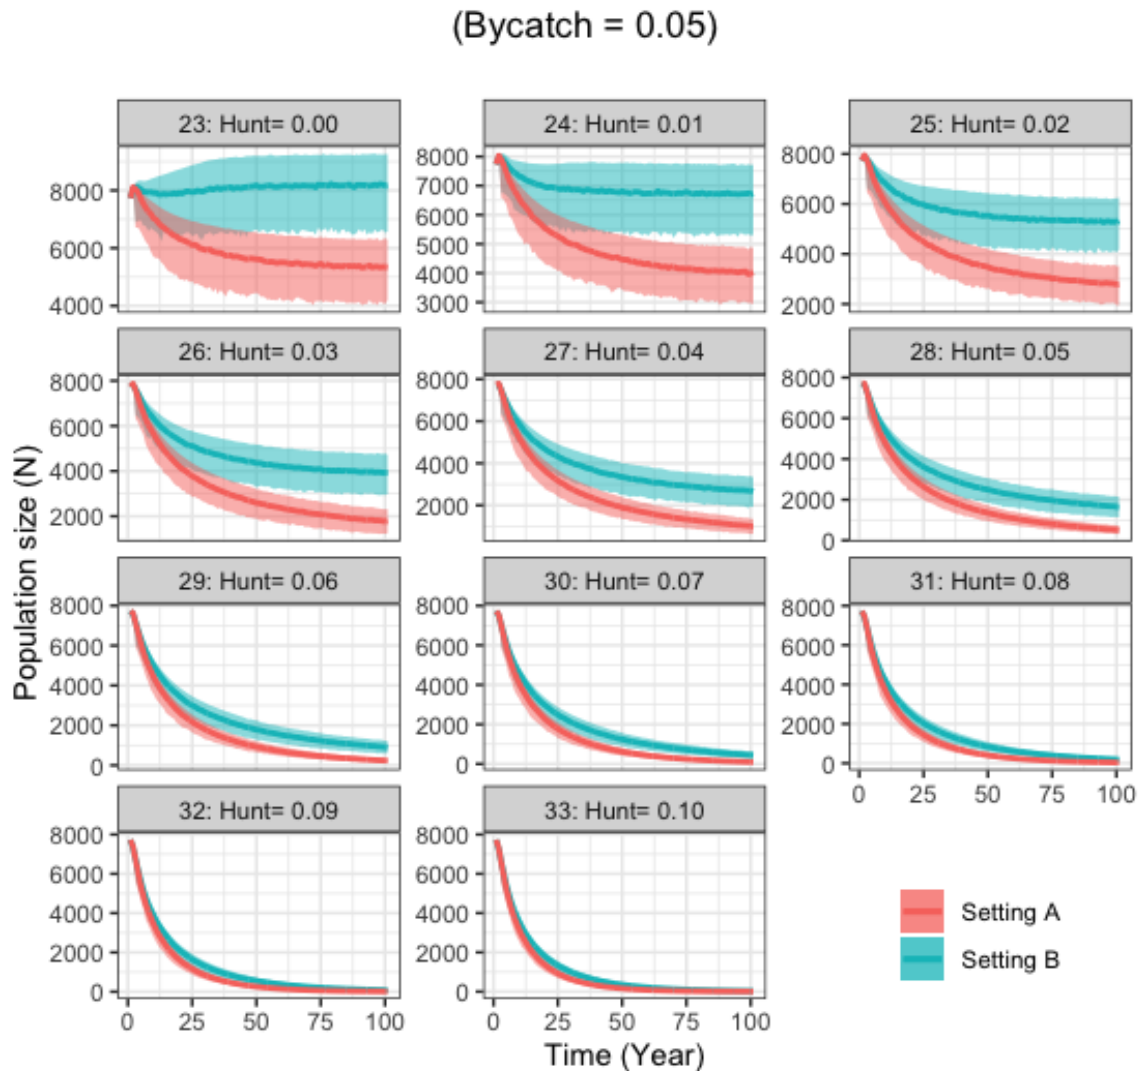 (Bycatch = 0.05)
23: Hunt= 0.00
24: Hunt= 0.01
25: Hunt= 0.02
8000
6000
4000
8000
7000
6000
5000
4000
3000
8000
6000
4000
2000
26: Hunt= 0.03
27: Hunt= 0.04
28: Hunt= 0.05
8000
6000
4000
2000
8000
6000
4000
2000
8000
6000
4000
2000
0
29: Hunt= 0.06
30: Hunt= 0.07
31: Hunt= 0.08
8000
6000
4000
2000
0
8000
6000
4000
2000
0
8000
6000
4000
2000
0
0 25 50 75 100
32: Hunt= 0.09
33: Hunt= 0.10
8000
6000
4000
2000
0
8000
6000
4000
2000
0
0 25 50 75 100
0 25 50 75 100
Population size (N)
Time (Year)
Setting A
Setting B